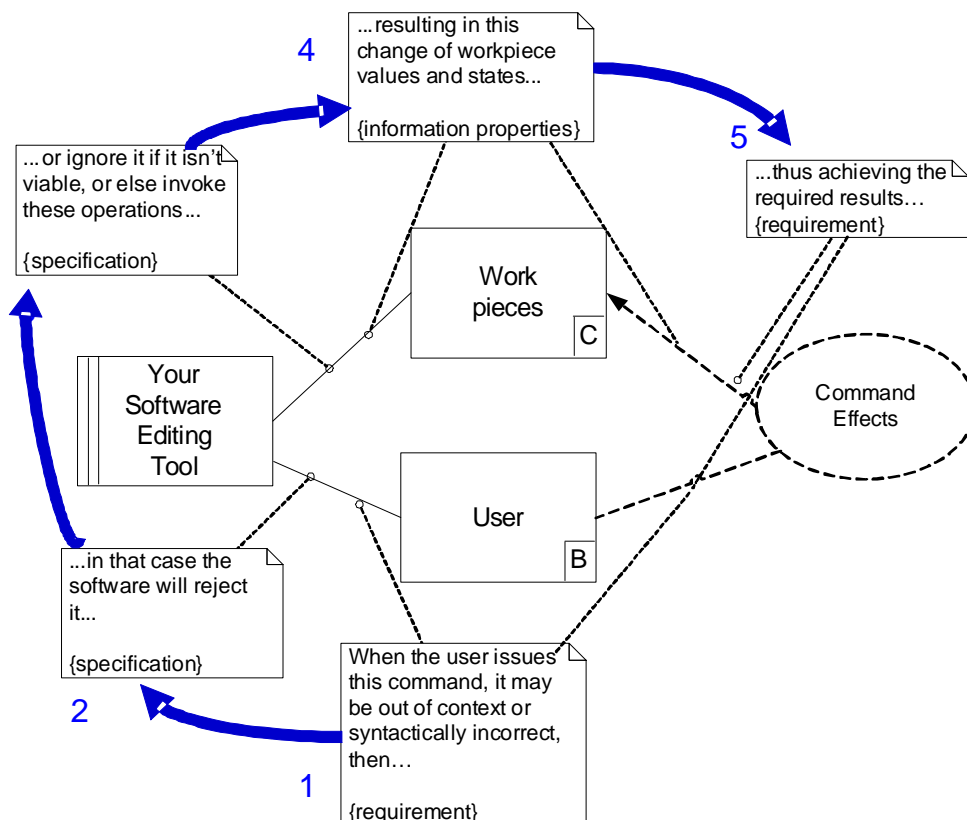 4
...resulting in this
change of workpiece
values and states...
{information properties}
5
...thus achieving the
required results…
{requirement}
...or ignore it if it isn't
viable, or else invoke
these operations...
{specification}
Work
pieces
C
Your
Software
Editing
Tool
Command
Effects
User
B
...in that case the
software will reject
it...
{specification}
2
When the user issues
this command, it may
be out of context or
syntactically incorrect,
then…
{requirement}
1